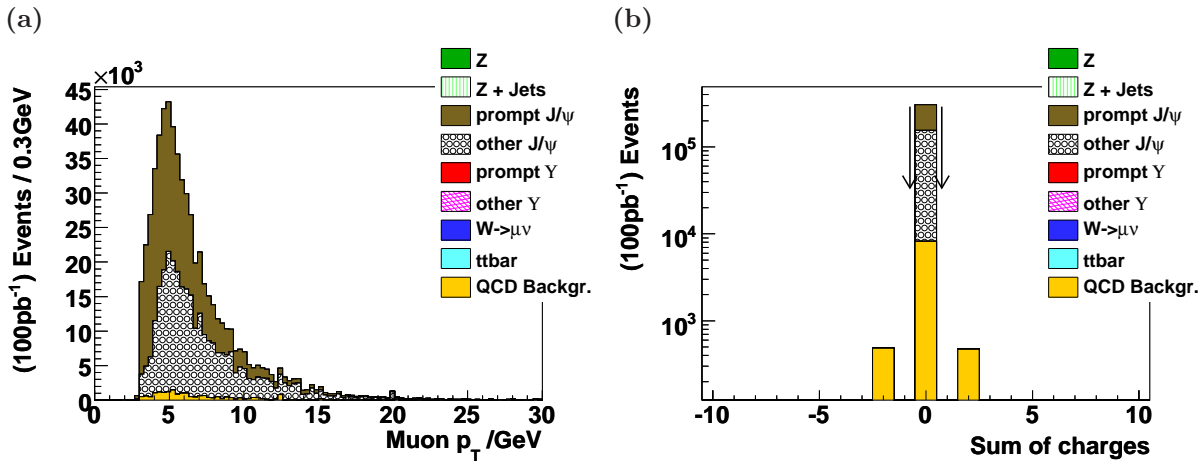 (a)
×10³
(100pb⁻¹) Events / 0.3GeV
45
40
35
30
25
20
15
10
5
0
0 5 10 15 20 25 30
Muon p_T /GeV
Z
Z + Jets
prompt J/ψ
other J/ψ
prompt ϒ
other ϒ
W->μν
ttbar
QCD Backgr.
(b)
(100pb⁻¹) Events
10⁵
10⁴
10³
-10 -5 0 5 10
Sum of charges
Z
Z + Jets
prompt J/ψ
other J/ψ
prompt ϒ
other ϒ
W->μν
ttbar
QCD Backgr.